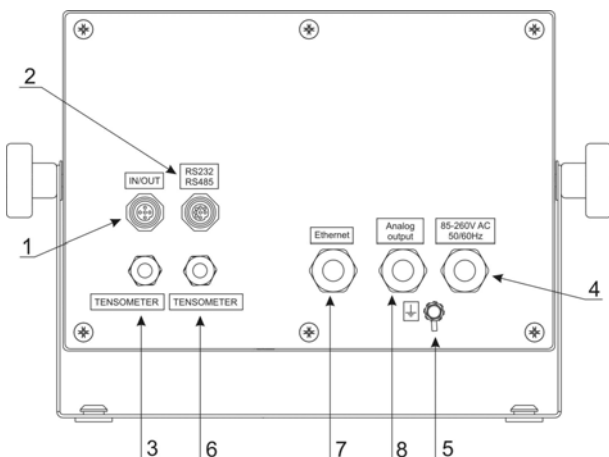 2
IN/OUT
RS232
RS485
1
Ethernet
Analog
output
85-260V AC
50/60Hz
4
TENSOMETER
TENSOMETER
3
6
7
8
5